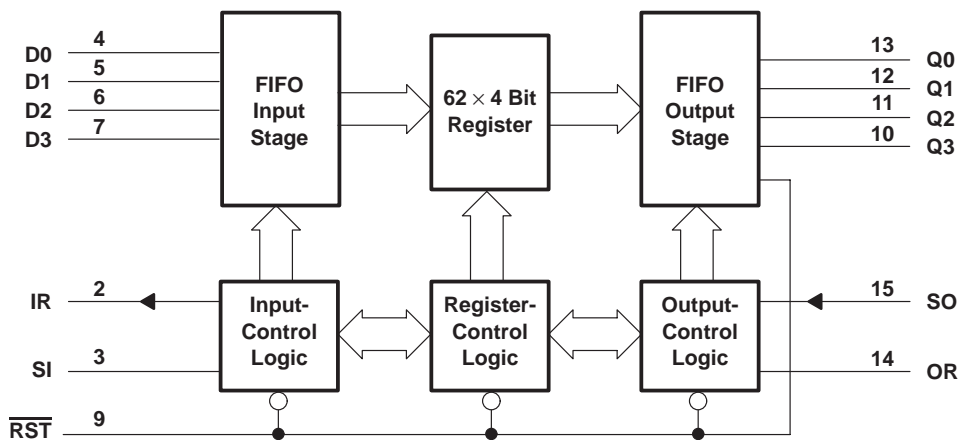 D0
4
D1
5
D2
6
D3
7
FIFO
Input
Stage
62 × 4 Bit
Register
FIFO
Output
Stage
13
Q0
12
Q1
11
Q2
10
Q3
IR
2
SI
3
Input-
Control
Logic
Register-
Control
Logic
Output-
Control
Logic
15
SO
14
OR
RST
9